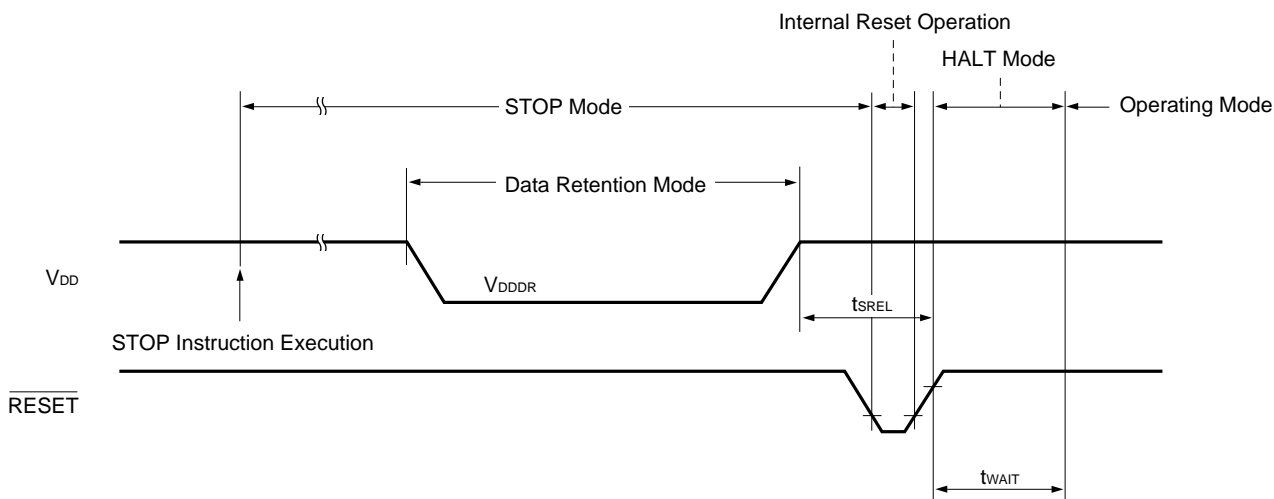 Internal Reset Operation
HALT Mode
STOP Mode
Operating Mode
Data Retention Mode
VDD
VDDDR
tSREL
STOP Instruction Execution
RESET
tWAIT